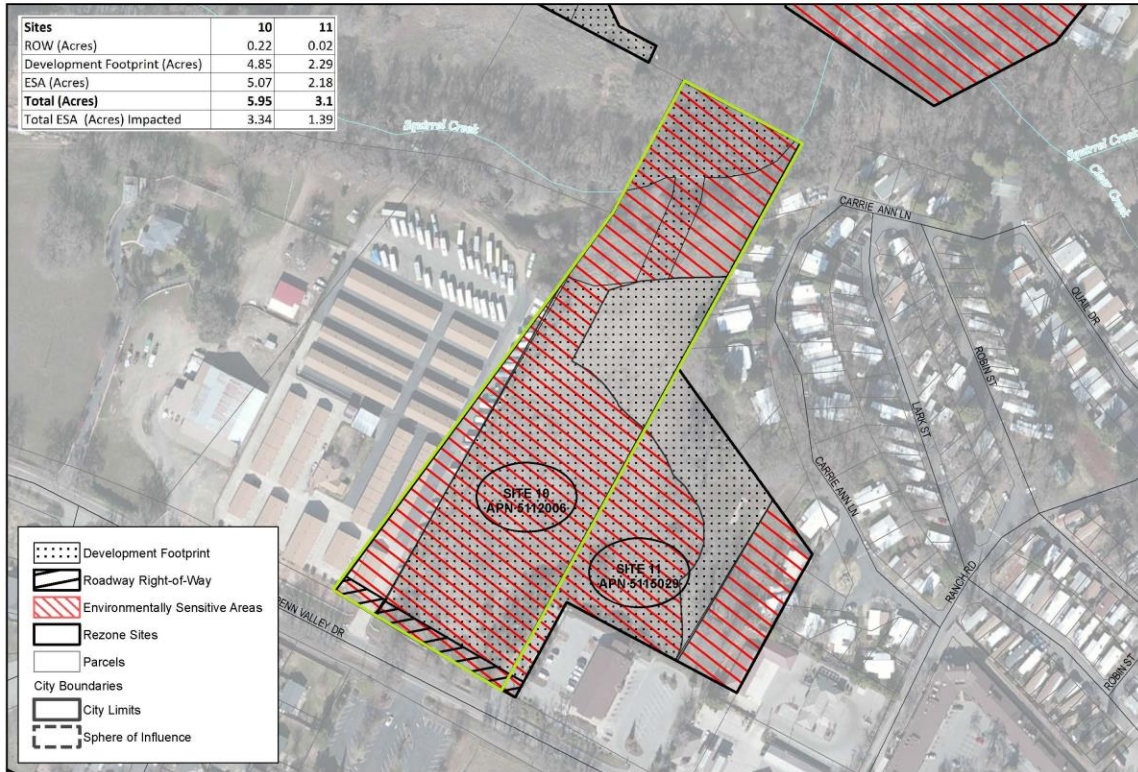 Sites 10 11
ROW (Acres) 0.22 0.02
Development Footprint (Acres) 4.85 2.29
ESA (Acres) 5.07 2.18
Total (Acres) 5.95 3.1
Total ESA (Acres) Impacted 3.34 1.39
Squirrel Creek
Squirrel Creek
Clear Creek
CARRIE ANN LN
QUAIL DR
ROBIN ST
LARK ST
CARRIE ANN LN
SITE 10
APN 5112006
SITE 11
APN 5115029
RANCH RD
PENN VALLEY DR
ROBIN ST
Development Footprint
Roadway Right-of-Way
Environmentally Sensitive Areas
Rezone Sites
Parcels
City Boundaries
City Limits
Sphere of Influence